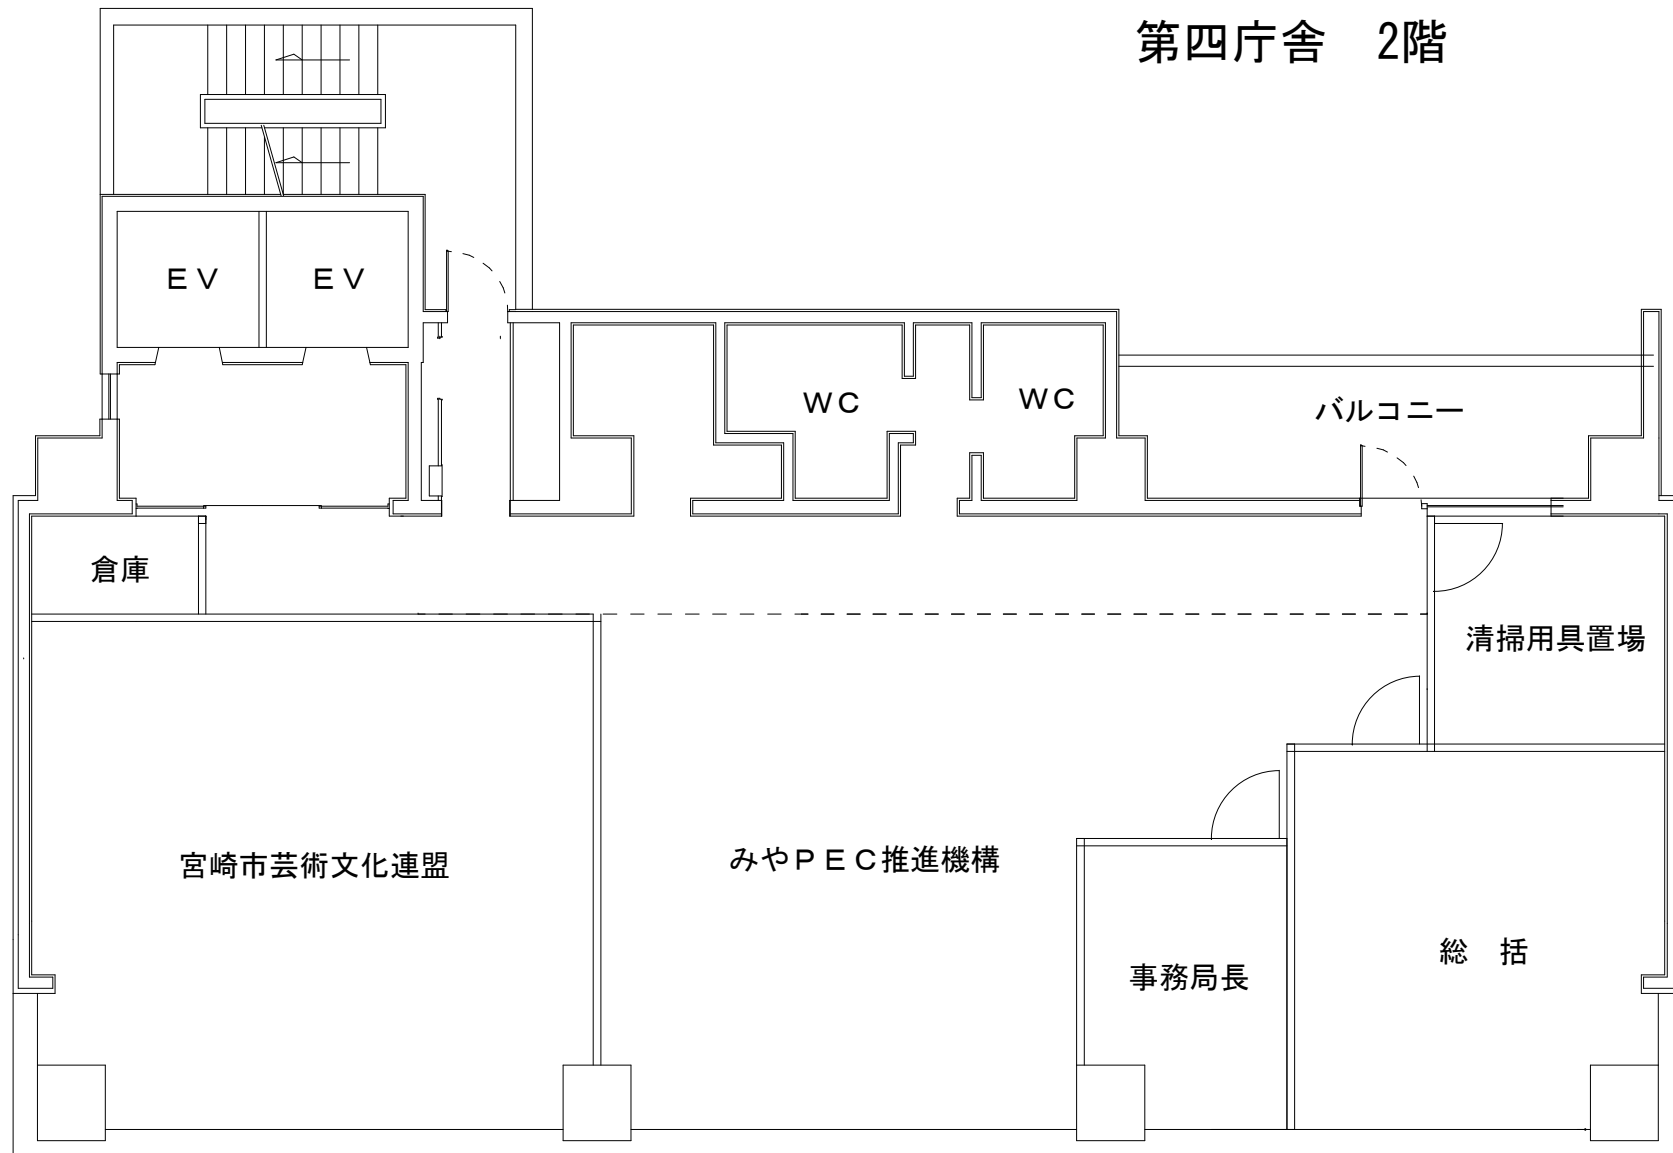 第四庁舎　2階
ＥＶ
ＥＶ
ＷＣ
ＷＣ
バルコニー
倉庫
清掃用具置場
宮崎市芸術文化連盟
みやＰＥＣ推進機構
事務局長
総　括